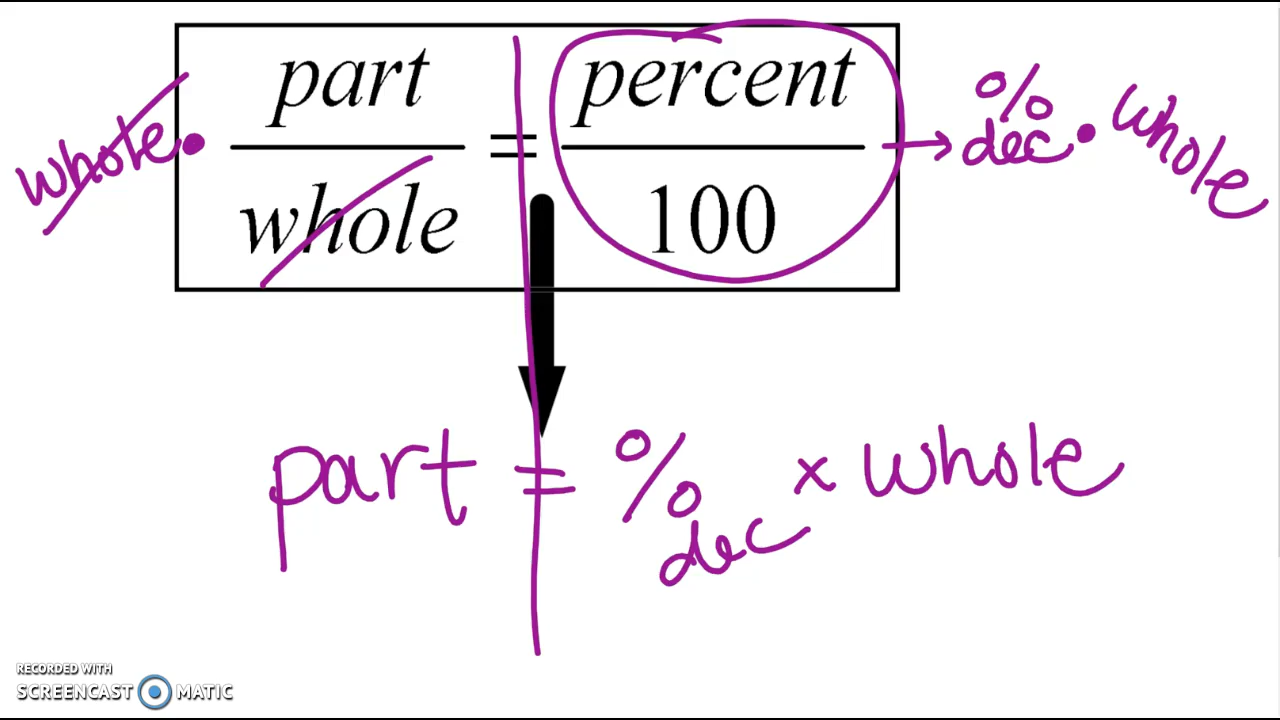 part = percent → % dec • whole
whole • whole 100
part = % dec x whole
RECORDED WITH
SCREENCAST MATIC